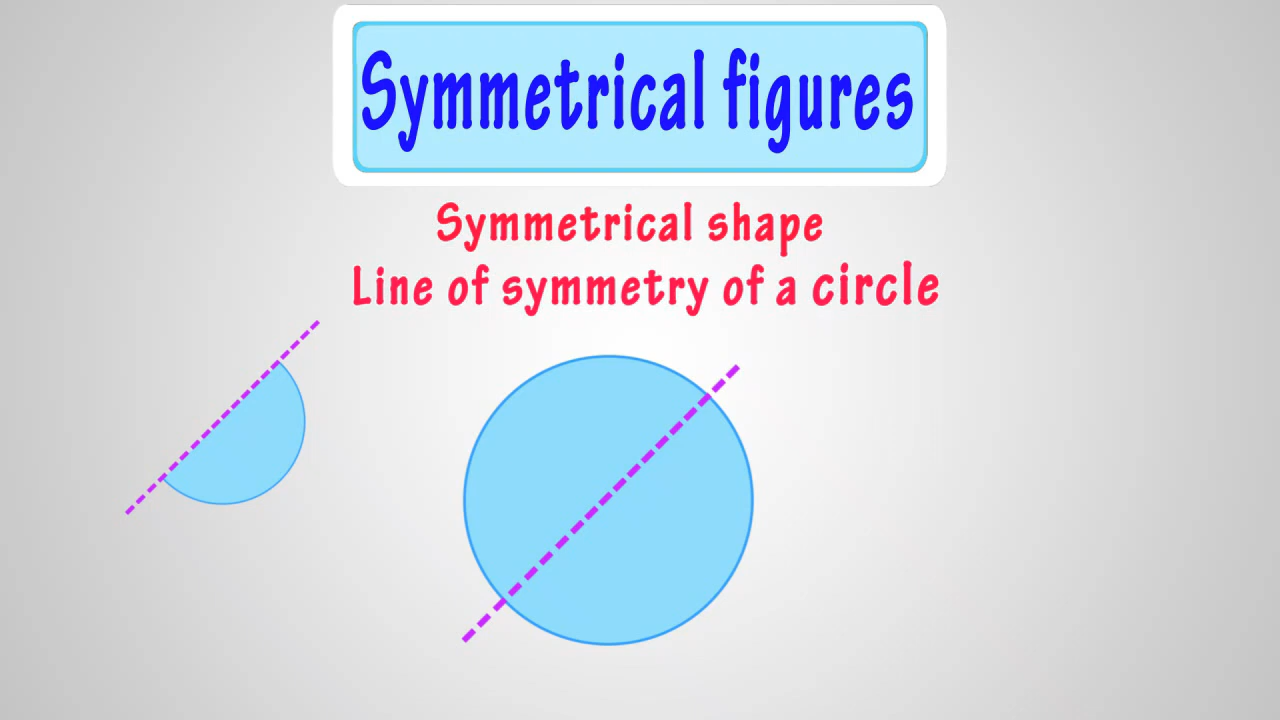 Symmetrical figures
Symmetrical shape
Line of symmetry of a circle